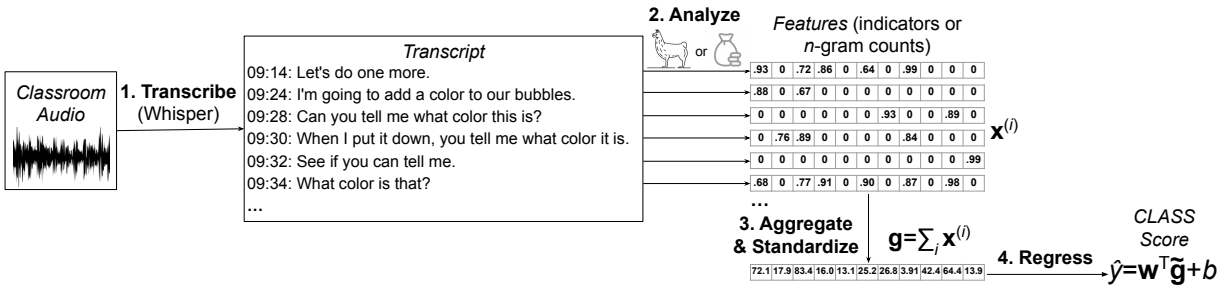 Classroom
Audio
1. Transcribe
(Whisper)
Transcript
09:14: Let's do one more.
09:24: I'm going to add a color to our bubbles.
09:28: Can you tell me what color this is?
09:30: When I put it down, you tell me what color it is.
09:32: See if you can tell me.
09:34: What color is that?
...
2. Analyze
or
Features (indicators or
n-gram counts)
.93 0 .72 .86 0 .64 0 .99 0 0 0
.88 0 .67 0 0 0 0 0 0 0 0
0 0 0 0 0 0 .93 0 0 .89 0
0 .76 .89 0 0 0 0 .84 0 0 0
0 0 0 0 0 0 0 0 0 0 .99
.68 0 .77 .91 0 .90 0 .87 0 .98 0
...
x⁽ⁱ⁾
3. Aggregate
& Standardize
g=∑ᵢ x⁽ⁱ⁾
72.1 17.9 83.4 16.0 13.1 25.2 26.8 3.91 42.4 64.4 13.9
4. Regress
CLASS
Score
ŷ=wᵀg̃+b